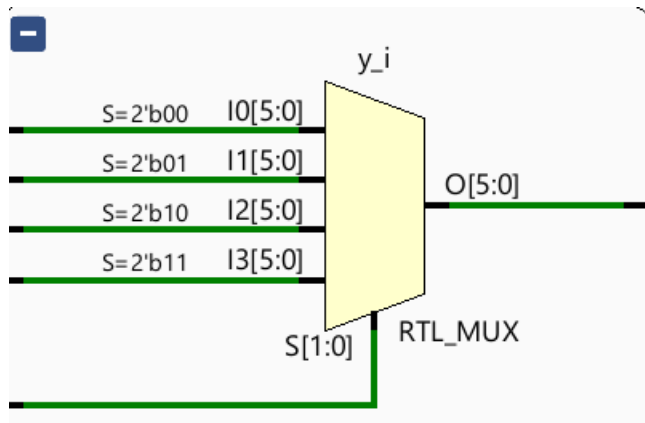 y_i
S=2'b00 I0[5:0]
S=2'b01 I1[5:0]
O[5:0]
S=2'b10 I2[5:0]
S=2'b11 I3[5:0]
S[1:0] RTL_MUX